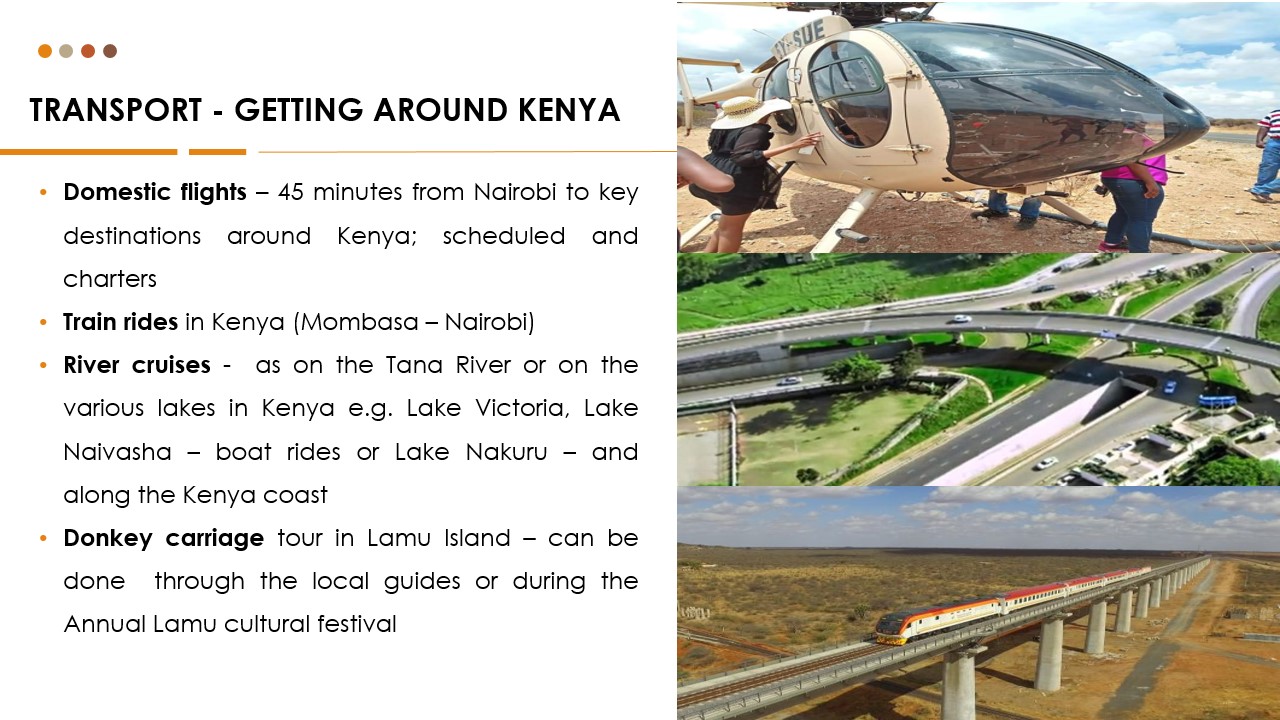 TRANSPORT - GETTING AROUND KENYA
• Domestic flights – 45 minutes from Nairobi to key
destinations around Kenya; scheduled and
charters
• Train rides in Kenya (Mombasa – Nairobi)
• River cruises - as on the Tana River or on the
various lakes in Kenya e.g. Lake Victoria, Lake
Naivasha – boat rides or Lake Nakuru – and
along the Kenya coast
• Donkey carriage tour in Lamu Island – can be
done through the local guides or during the
Annual Lamu cultural festival